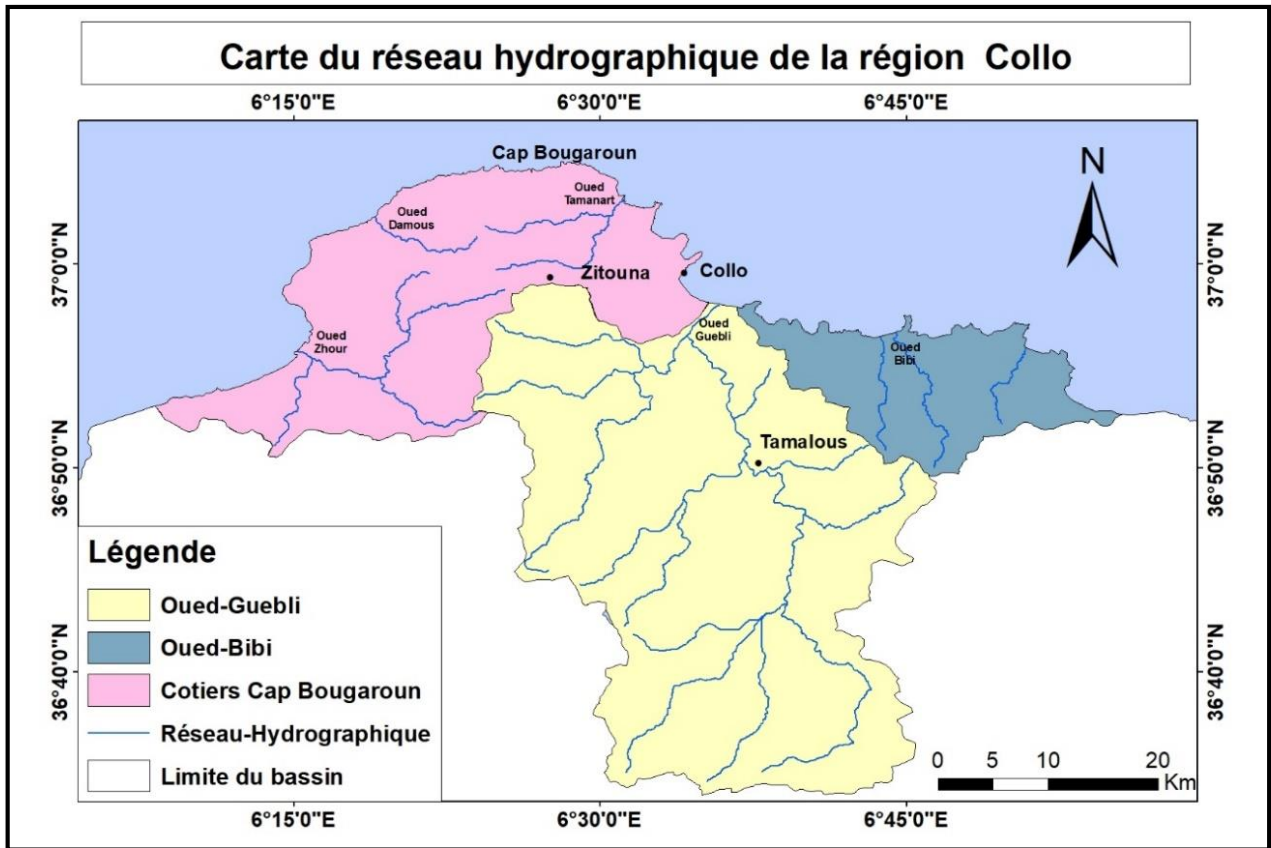 Carte du réseau hydrographique de la région Collo
6°15'0"E 6°30'0"E 6°45'0"E
Cap Bougaroun
N
Oued
Tamanart
Oued
Damous
37°0'0"N
37°0'0"N
Zitouna
Collo
Oued
Guebli
Oued
Zhour
Oued
Bibi
Tamalous
36°50'0"N
36°50'0"N
Légende
Oued-Guebli
Oued-Bibi
Cotiers Cap Bougaroun
Réseau-Hydrographique
Limite du bassin
36°40'0"N
36°40'0"N
0 5 10 20
Km
6°15'0"E 6°30'0"E 6°45'0"E